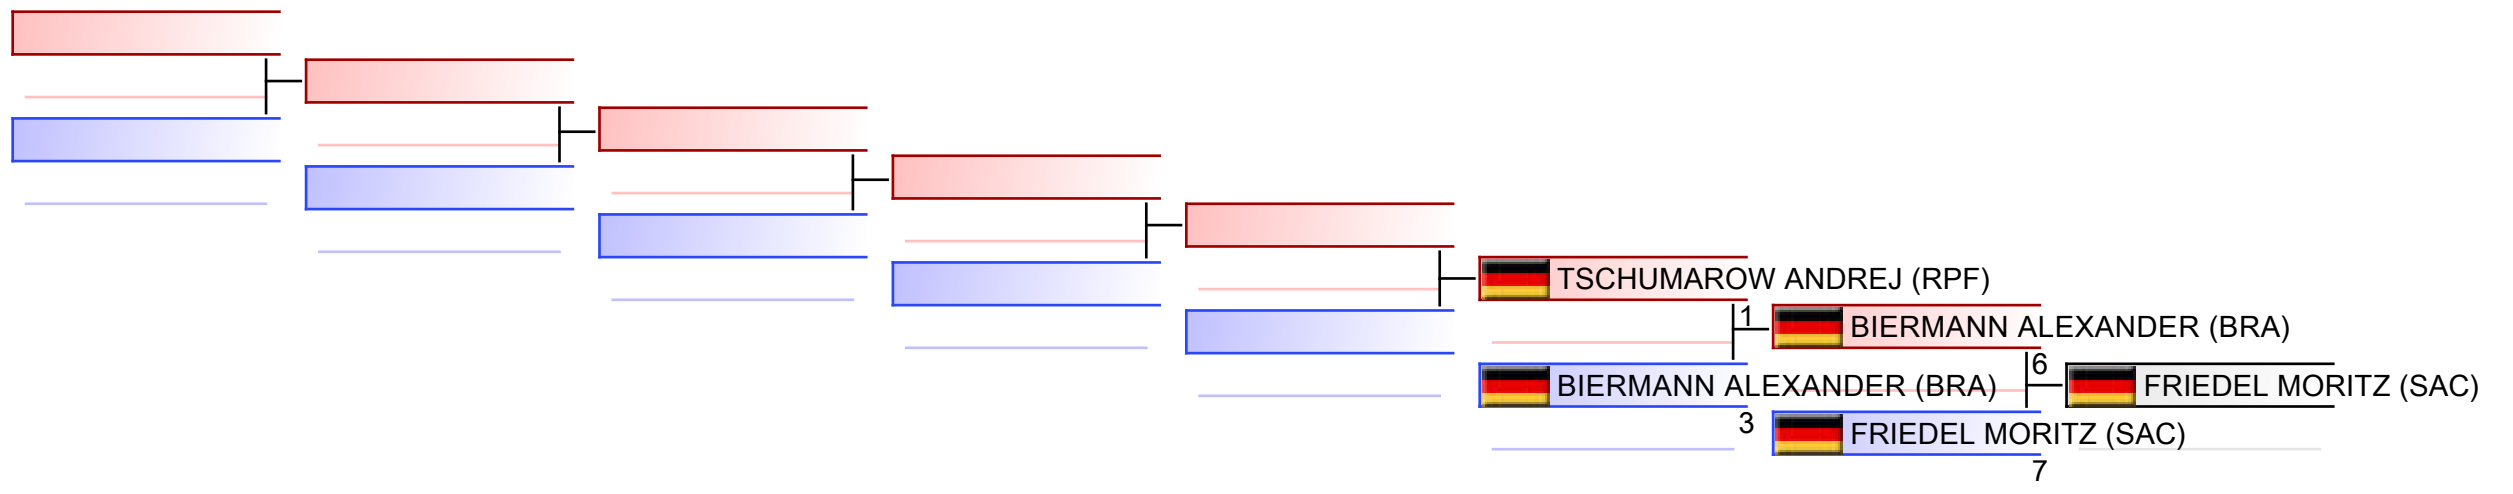 TSCHUMAROW ANDREJ (RPF)
1
BIERMANN ALEXANDER (BRA)
6
BIERMANN ALEXANDER (BRA)
FRIEDEL MORITZ (SAC)
3
FRIEDEL MORITZ (SAC)
7